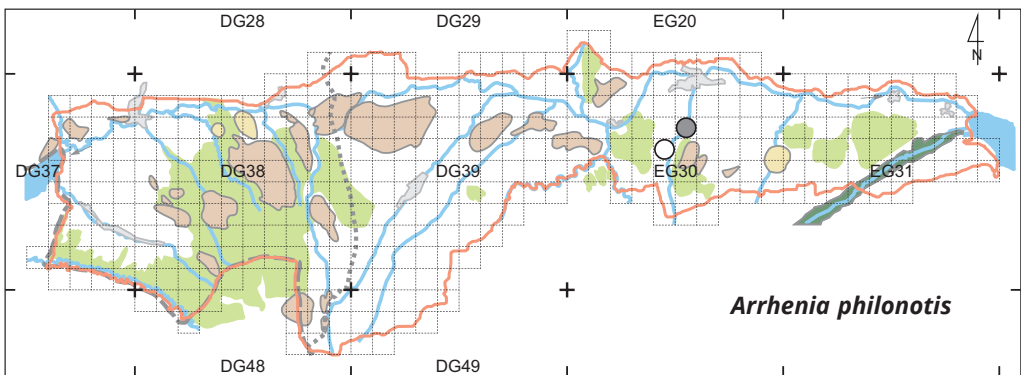 DG28 DG29 EG20
N
DG37 DG38 DG39 EG30 EG31
Arrhenia philonotis
DG48 DG49